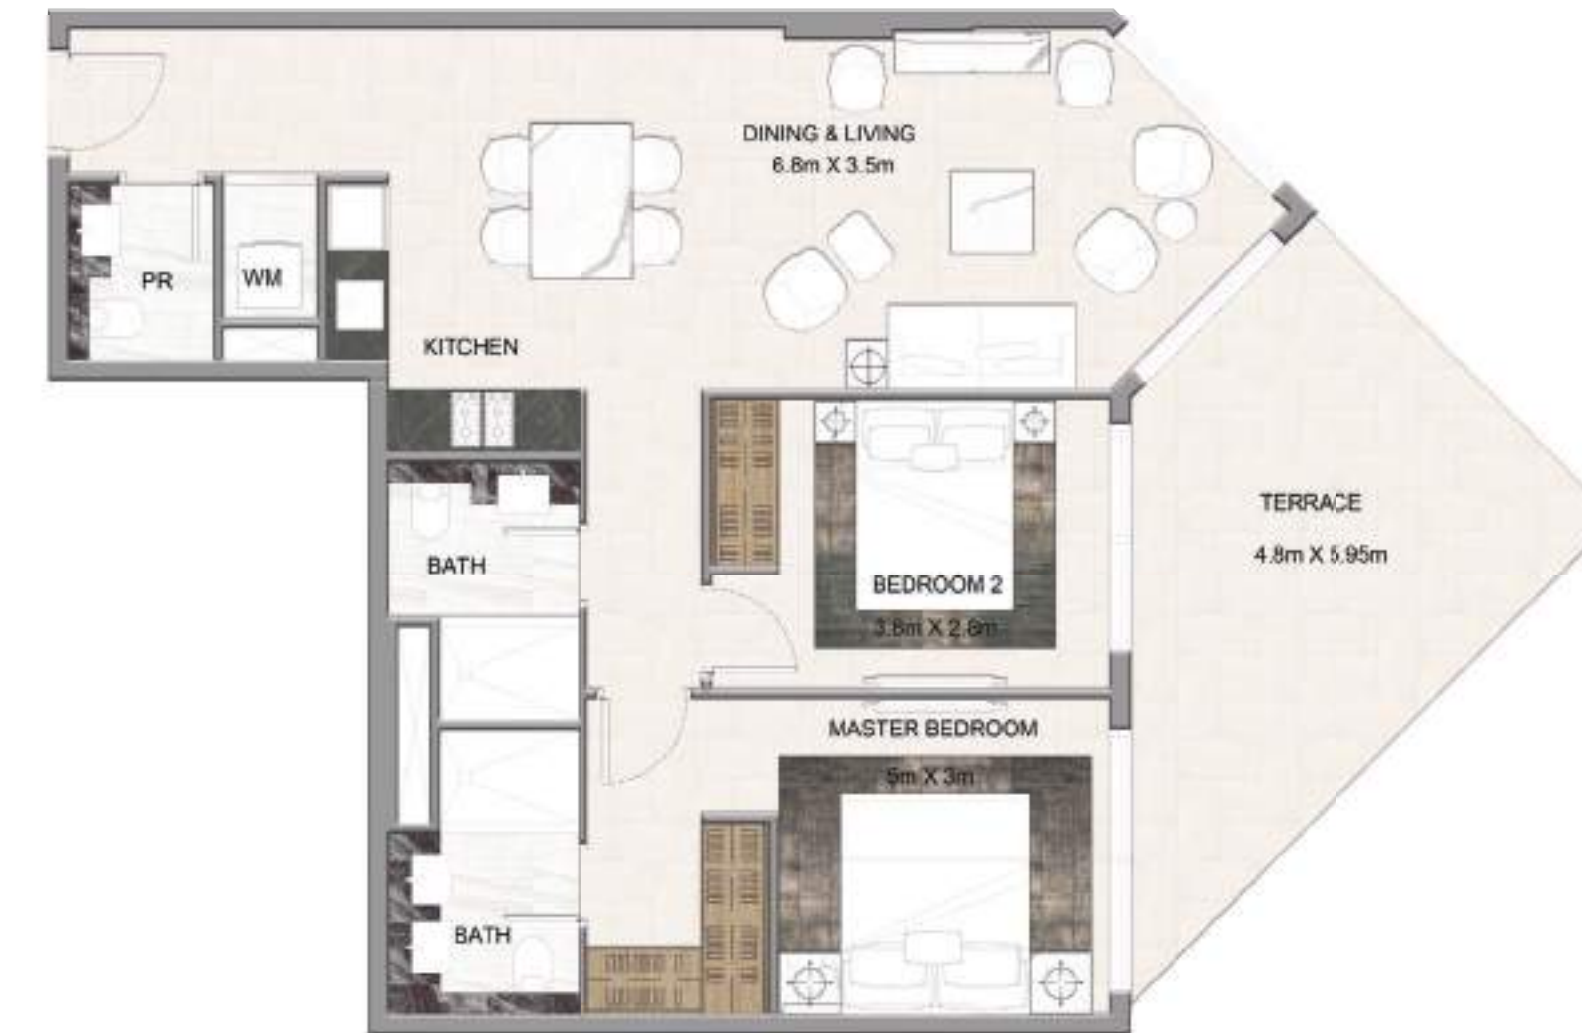 DINING & LIVING
6.8m X 3.5m
PR
WM
KITCHEN
BATH
BEDROOM 2
3.8m X 2.8m
TERRACE
4.8m X 5.95m
MASTER BEDROOM
5m X 3m
BATH